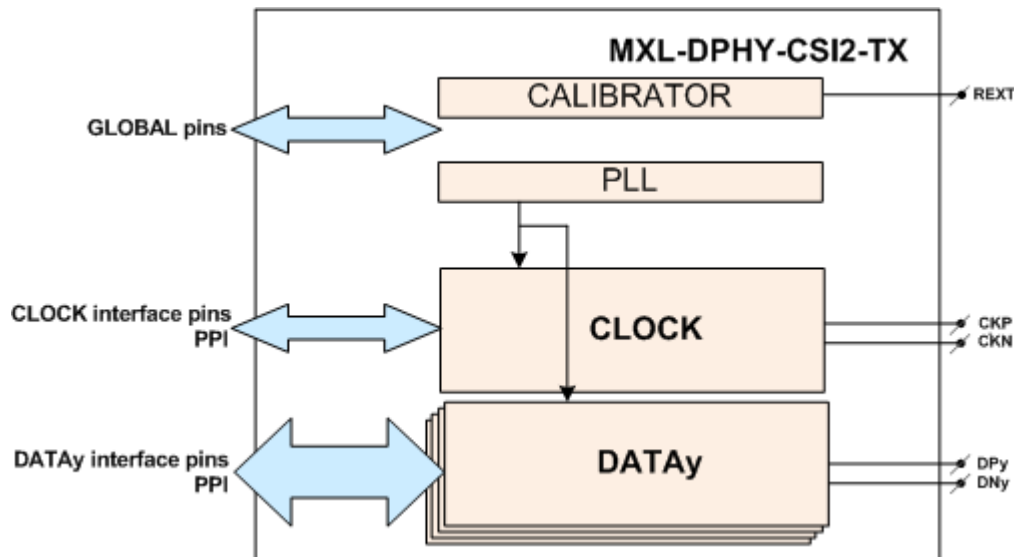 MXL-DPHY-CSI2-TX
CALIBRATOR
REXT
GLOBAL pins
PLL
CLOCK interface pins
PPI
CLOCK
CKP
CKN
DATAy interface pins
PPI
DATAy
DPy
DNy